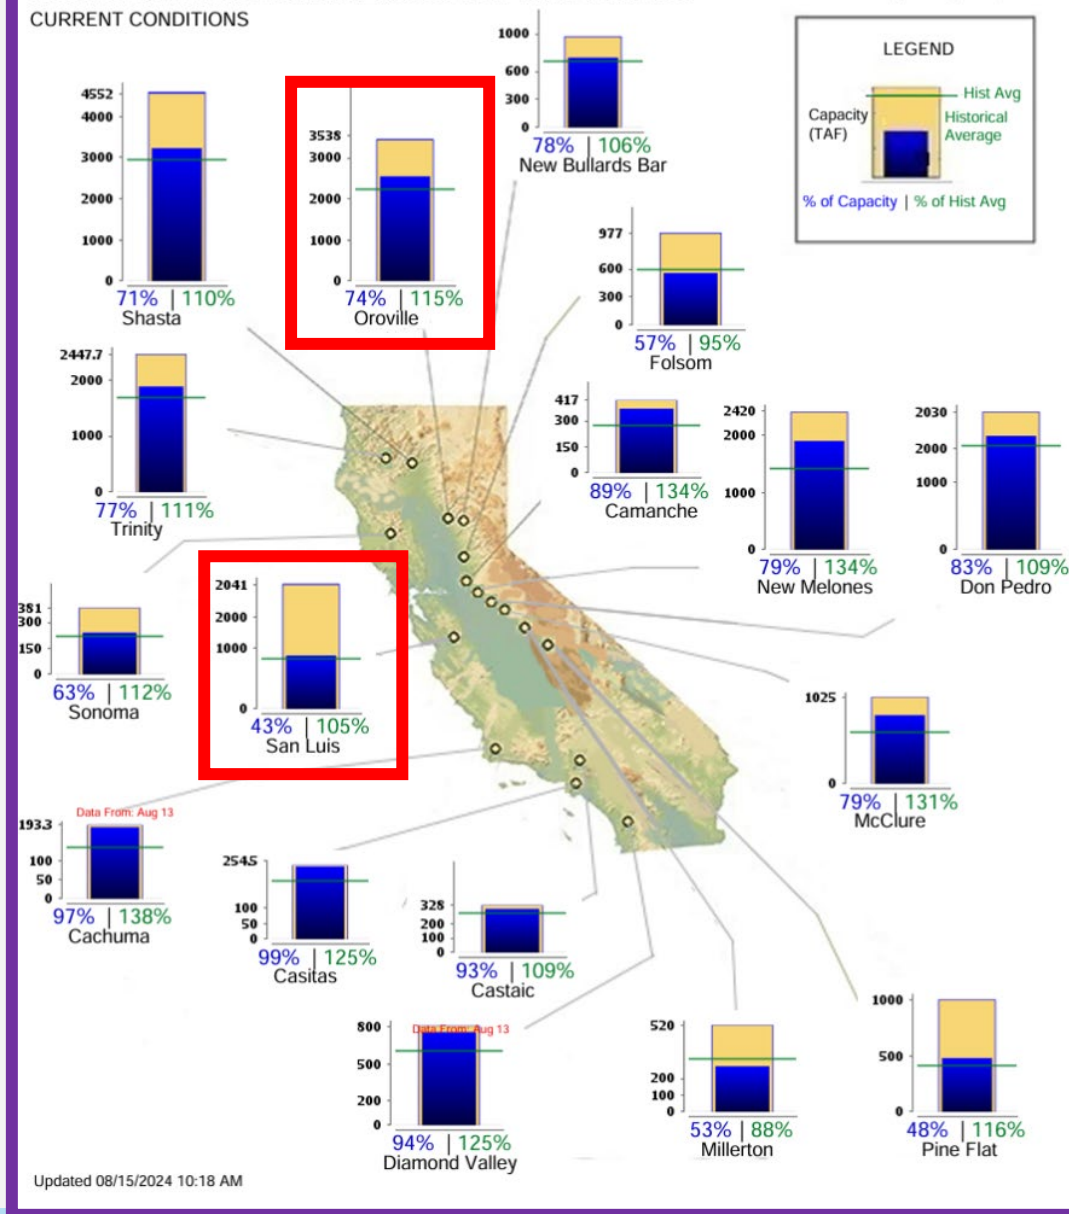 CURRENT CONDITIONS
LEGEND
Capacity
(TAF)
Hist Avg
Historical
Average
% of Capacity | % of Hist Avg
4552
4000
3000
2000
1000
0
71% | 110%
Shasta
3538
3000
2000
1000
0
74% | 115%
Oroville
1000
600
300
0
78% | 106%
New Bullards Bar
977
600
300
0
57% | 95%
Folsom
2447.7
2000
1000
0
77% | 111%
Trinity
417
300
150
0
89% | 134%
Camanche
2420
2000
1000
0
79% | 134%
New Melones
2030
2000
1000
0
83% | 109%
Don Pedro
381
300
150
0
63% | 112%
Sonoma
2041
2000
1000
0
43% | 105%
San Luis
1025
0
79% | 131%
McClure
Data From: Aug 13
193.3
100
50
0
97% | 138%
Cachuma
254.5
100
50
0
99% | 125%
Casitas
328
200
100
0
93% | 109%
Castaic
Data From: Aug 13
800
500
200
0
94% | 125%
Diamond Valley
520
200
100
0
53% | 88%
Millerton
1000
500
0
48% | 116%
Pine Flat
Updated 08/15/2024 10:18 AM